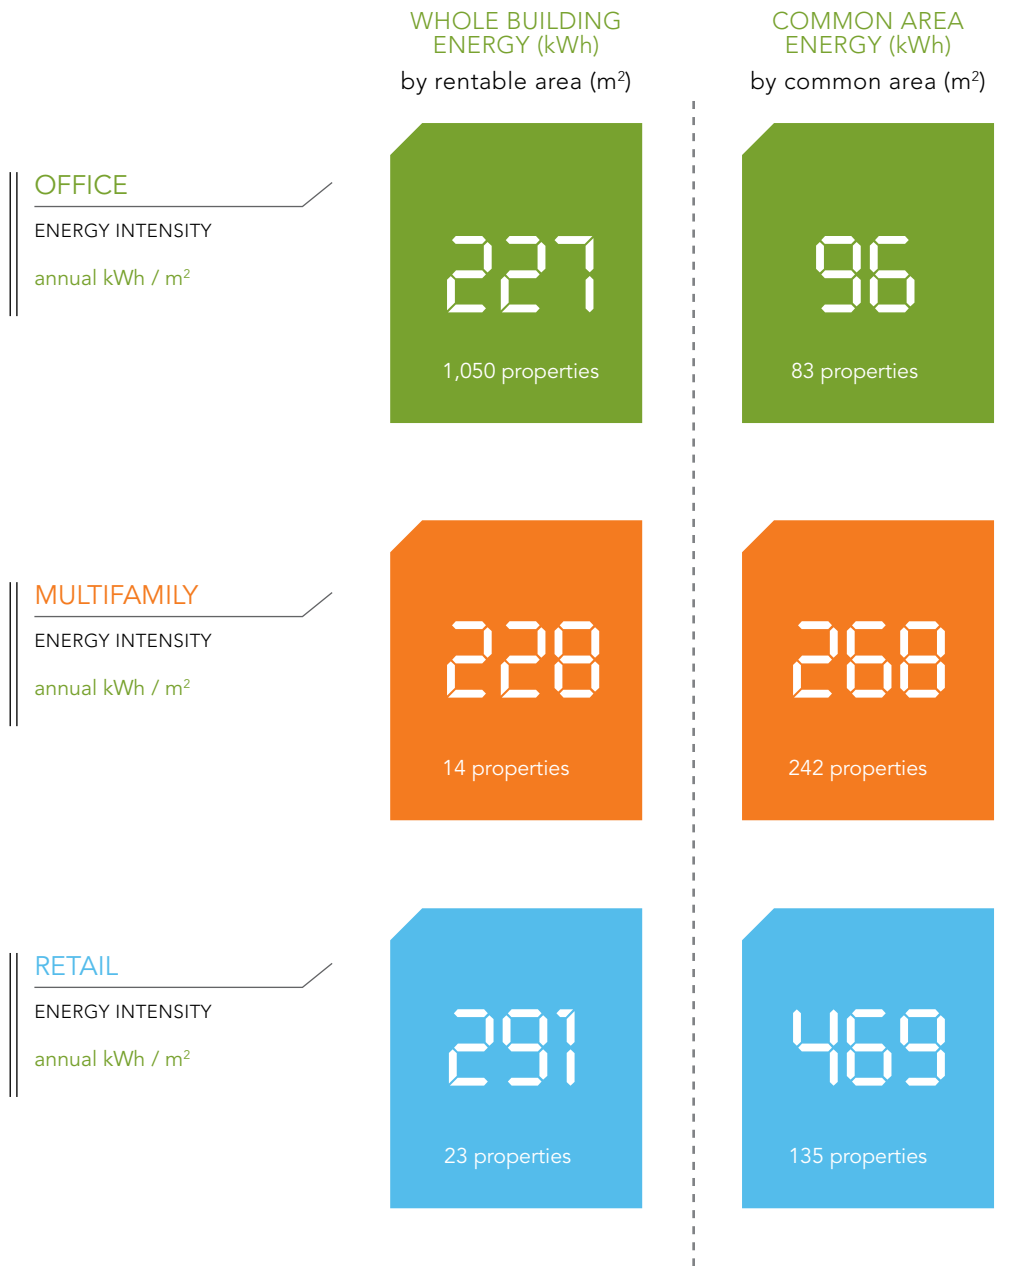 WHOLE BUILDING
ENERGY (kWh)
by rentable area (m²)
COMMON AREA
ENERGY (kWh)
by common area (m²)
OFFICE
ENERGY INTENSITY
annual kWh / m²
227
1,050 properties
96
83 properties
MULTIFAMILY
ENERGY INTENSITY
annual kWh / m²
228
14 properties
268
242 properties
RETAIL
ENERGY INTENSITY
annual kWh / m²
291
23 properties
469
135 properties